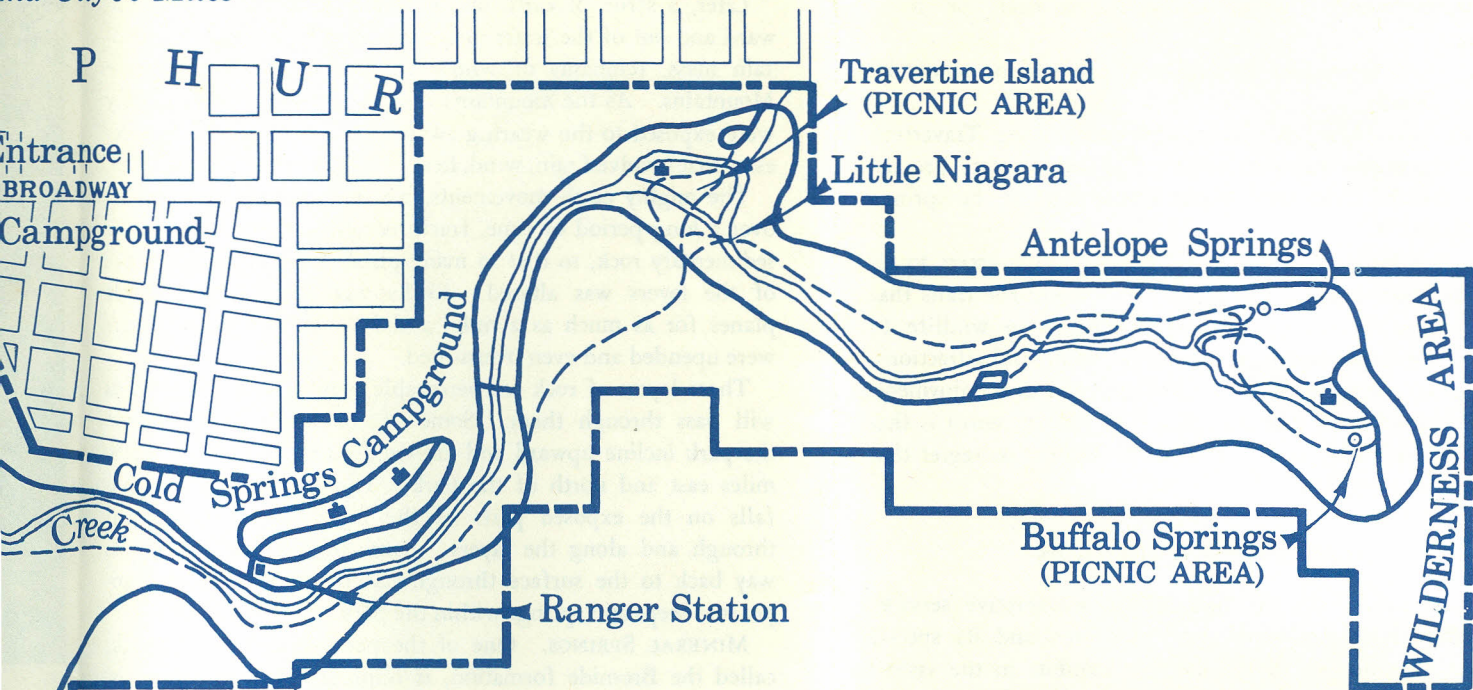 P H U R
Travertine Island
(PICNIC AREA)
Entrance
BROADWAY
Little Niagara
Campground
Antelope Springs
Cold Springs Campground
Creek
Buffalo Springs
(PICNIC AREA)
Ranger Station
WILDERNESS AREA